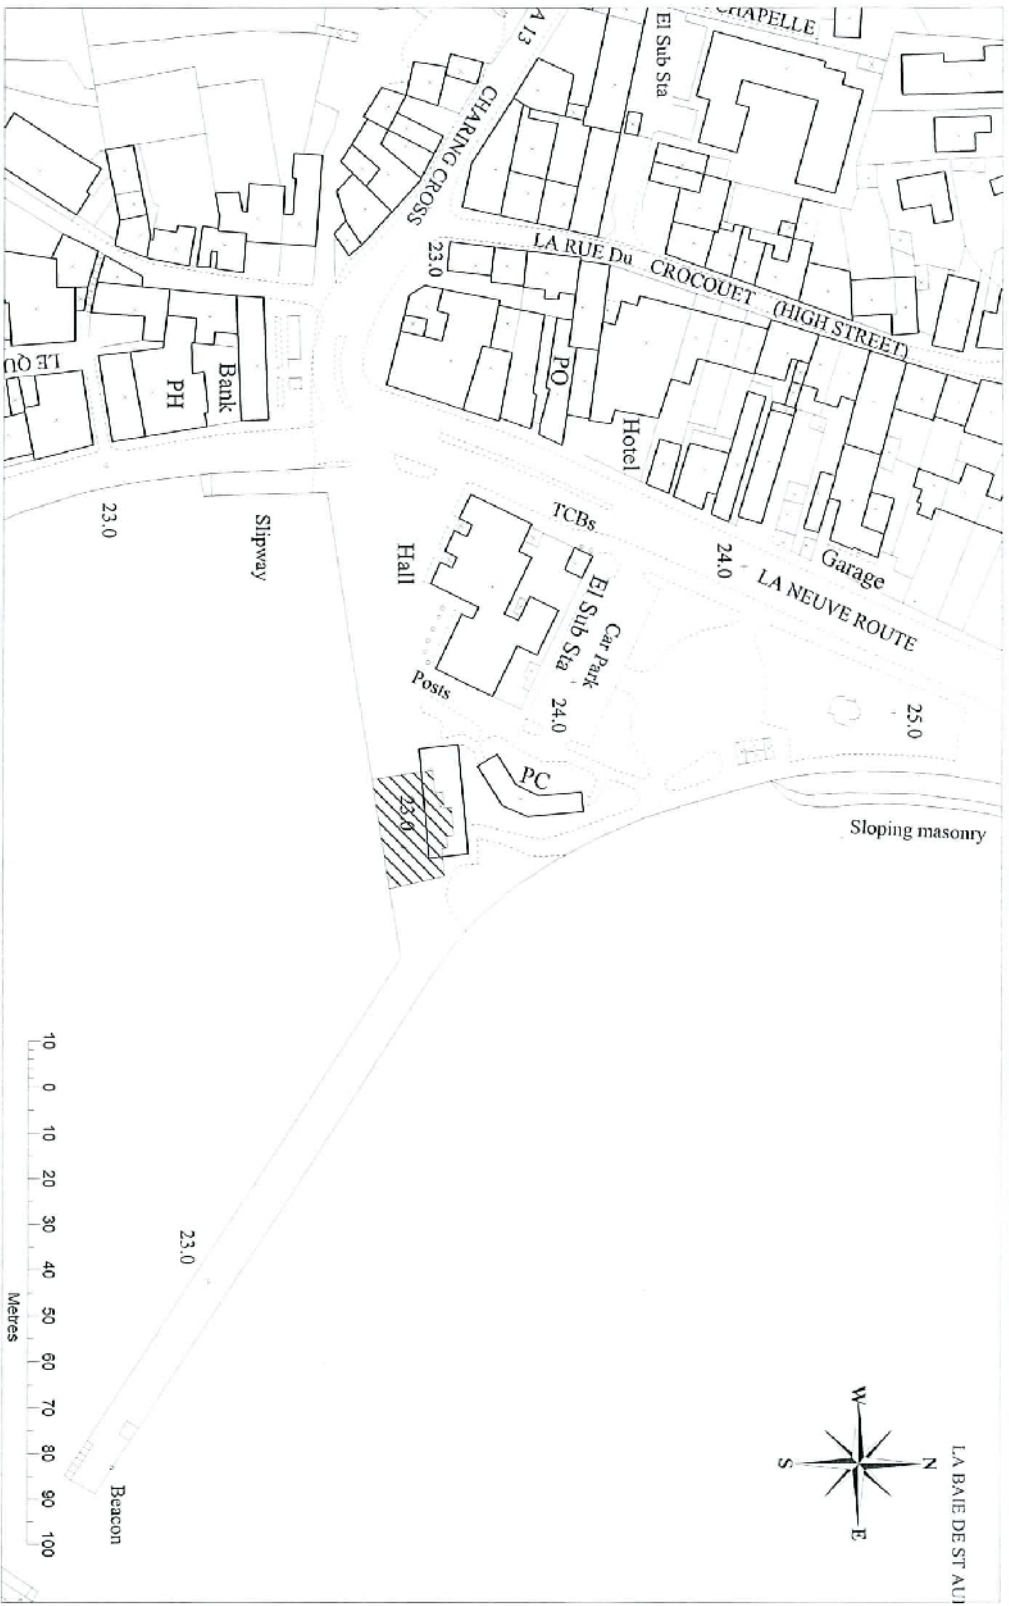 CHAPELLE
El Sub Sta
A 13
CHARING CROSS
23.0
LA RUE Du CROCQUET (HIGH STREET)
LE QU
PH
Bank
PO
Hotel
23.0
Slipway
Hall
TCBs
24.0
Garage
LA NEUVE ROUTE
El Sub Sta
Car Park
24.0
Posts
25.0
PC
23.0
Sloping masonry
10 0 10 20 30 40 50 60 70 80 90 100
Metres
23.0
Beacon
W
N
S
E
LA BAIE DE ST AU